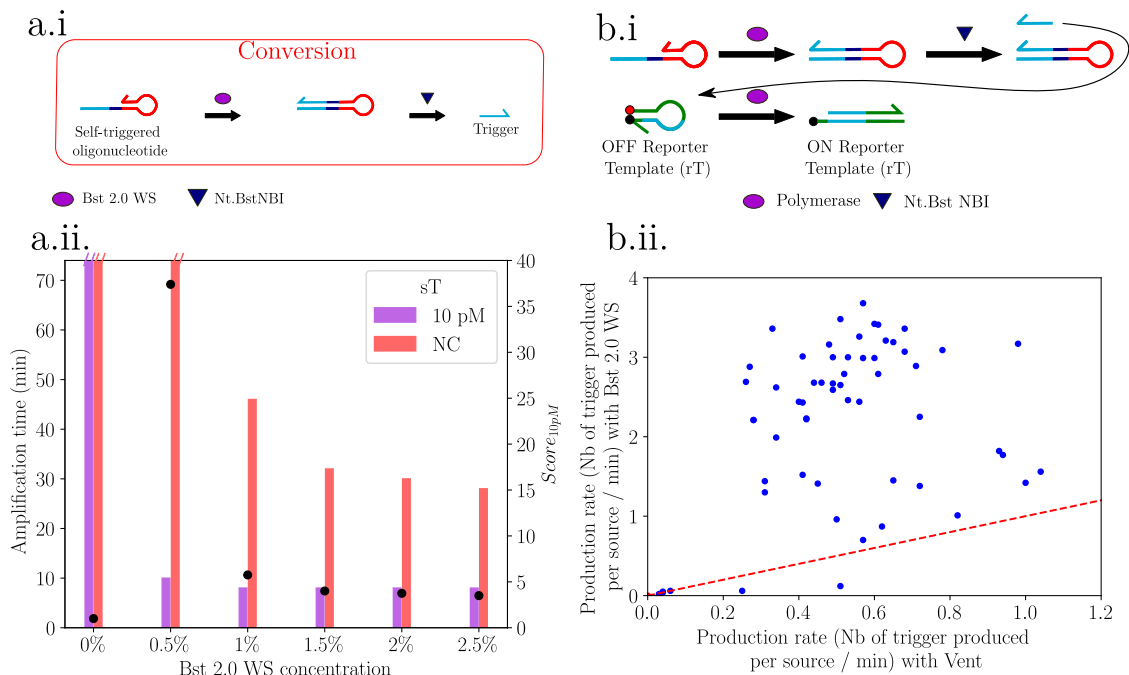 a.i
Conversion
Self-triggered
oligonucleotide
Trigger
Bst 2.0 WS
Nt.BstNBI
b.i
OFF Reporter
Template (rT)
ON Reporter
Template (rT)
Polymerase
Nt.Bst NBI
a.ii.
Amplification time (min)
70
60
50
40
30
20
10
0
sT
10 pM
NC
40
35
30
25
20
15
10
5
0
Score10pM
0%
0.5%
1%
1.5%
2%
2.5%
Bst 2.0 WS concentration
b.ii.
Production rate (Nb of trigger produced
per source / min) with Bst 2.0 WS
4
3
2
1
0
0.0
0.2
0.4
0.6
0.8
1.0
1.2
Production rate (Nb of trigger produced
per source / min) with Vent